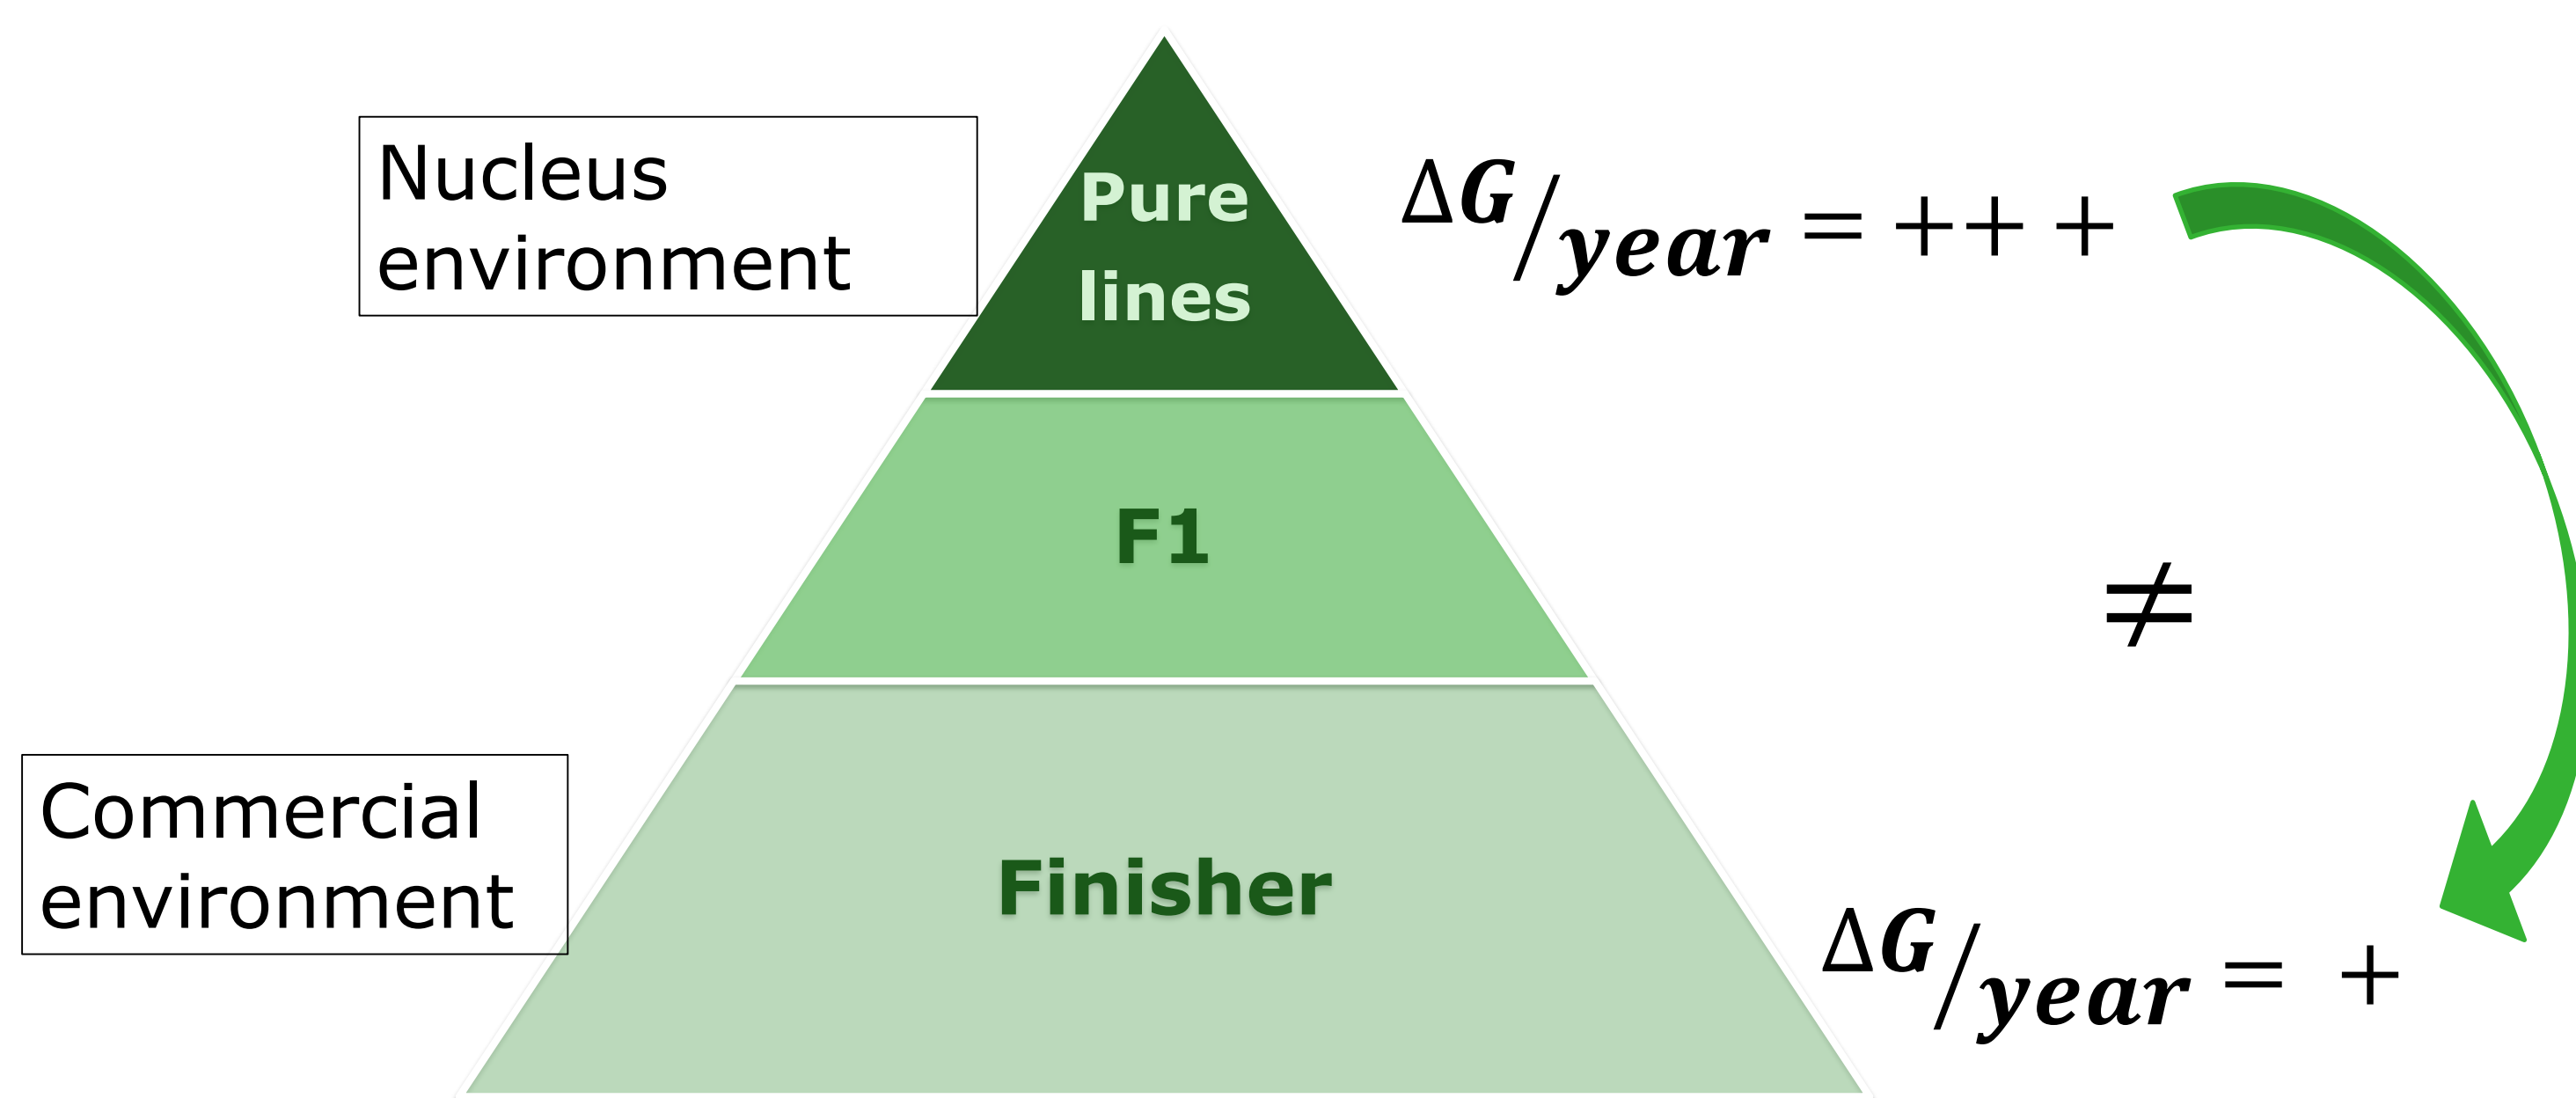 Nucleus
environment
Pure
lines
ΔG/year = +++
F1
≠
Commercial
environment
Finisher
ΔG/year = +